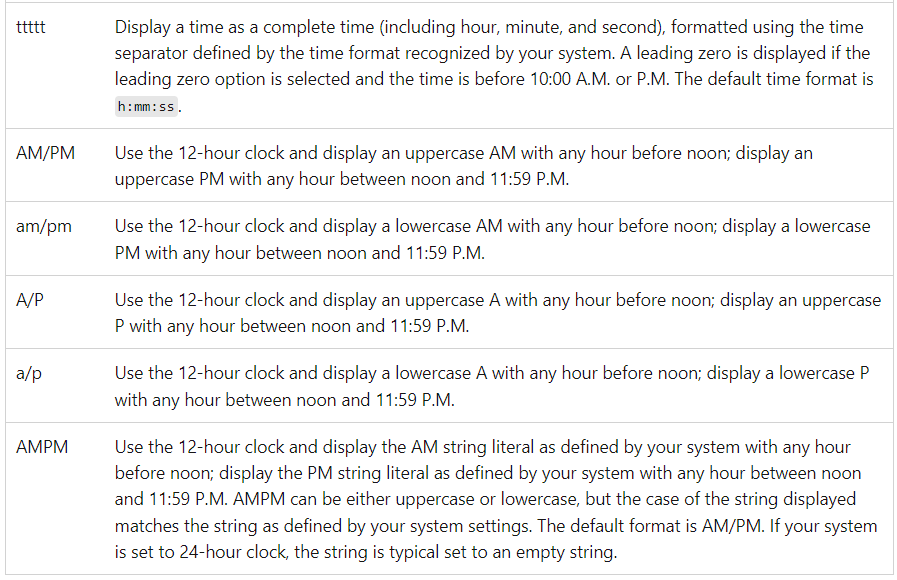 ttttt Display a time as a complete time (including hour, minute, and second), formatted using the time
separator defined by the time format recognized by your system. A leading zero is displayed if the
leading zero option is selected and the time is before 10:00 A.M. or P.M. The default time format is
h:mm:ss.
AM/PM Use the 12-hour clock and display an uppercase AM with any hour before noon; display an
uppercase PM with any hour between noon and 11:59 P.M.
am/pm Use the 12-hour clock and display a lowercase AM with any hour before noon; display a lowercase
PM with any hour between noon and 11:59 P.M.
A/P Use the 12-hour clock and display an uppercase A with any hour before noon; display an uppercase
P with any hour between noon and 11:59 P.M.
a/p Use the 12-hour clock and display a lowercase A with any hour before noon; display a lowercase P
with any hour between noon and 11:59 P.M.
AMPM Use the 12-hour clock and display the AM string literal as defined by your system with any hour
before noon; display the PM string literal as defined by your system with any hour between noon
and 11:59 P.M. AMPM can be either uppercase or lowercase, but the case of the string displayed
matches the string as defined by your system settings. The default format is AM/PM. If your system
is set to 24-hour clock, the string is typical set to an empty string.